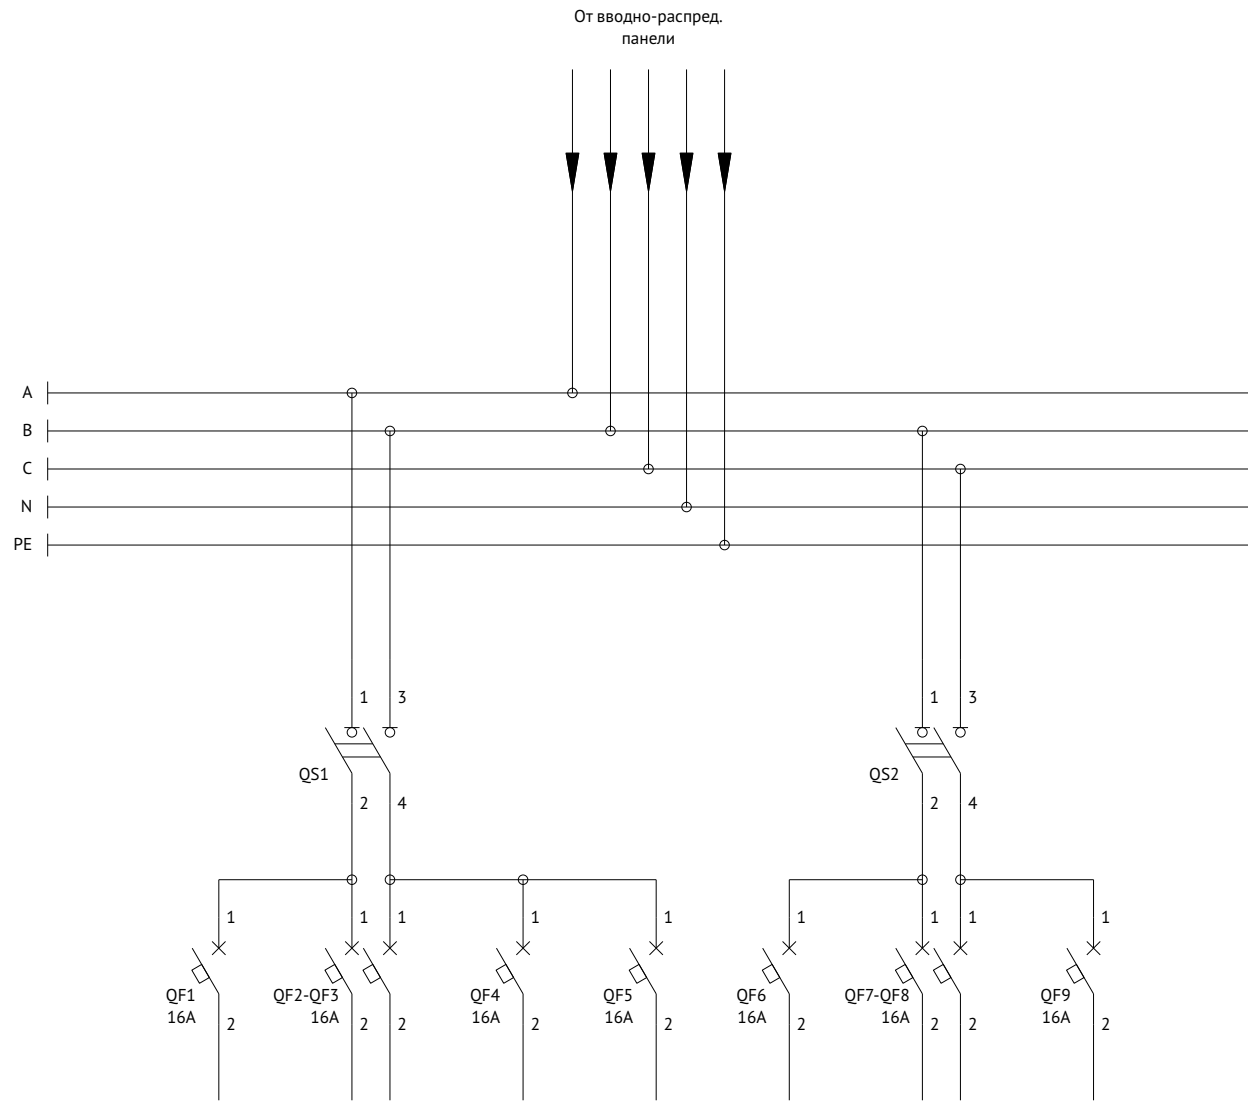 От вводно-распред.
панели
A
B
C
N
PE
1 3 1 3
QS1 QS2
2 4 2 4
1 1 1 1 1 1 1 1 1
QF1 QF2-QF3 QF4 QF5 QF6 QF7-QF8 QF9
16A 16A 16A 16A 16A 16A 16A
2 2 2 2 2 2 2 2 2